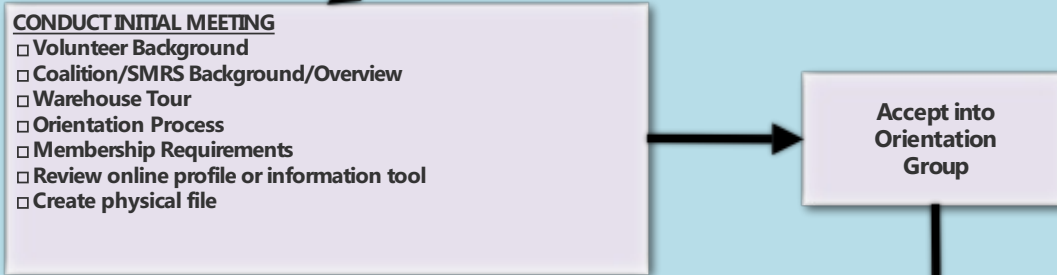 CONDUCT INITIAL MEETING
□ Volunteer Background
□ Coalition/SMRS Background/Overview
□ Warehouse Tour
□ Orientation Process
□ Membership Requirements
□ Review online profile or information tool
□ Create physical file
Accept into
Orientation
Group